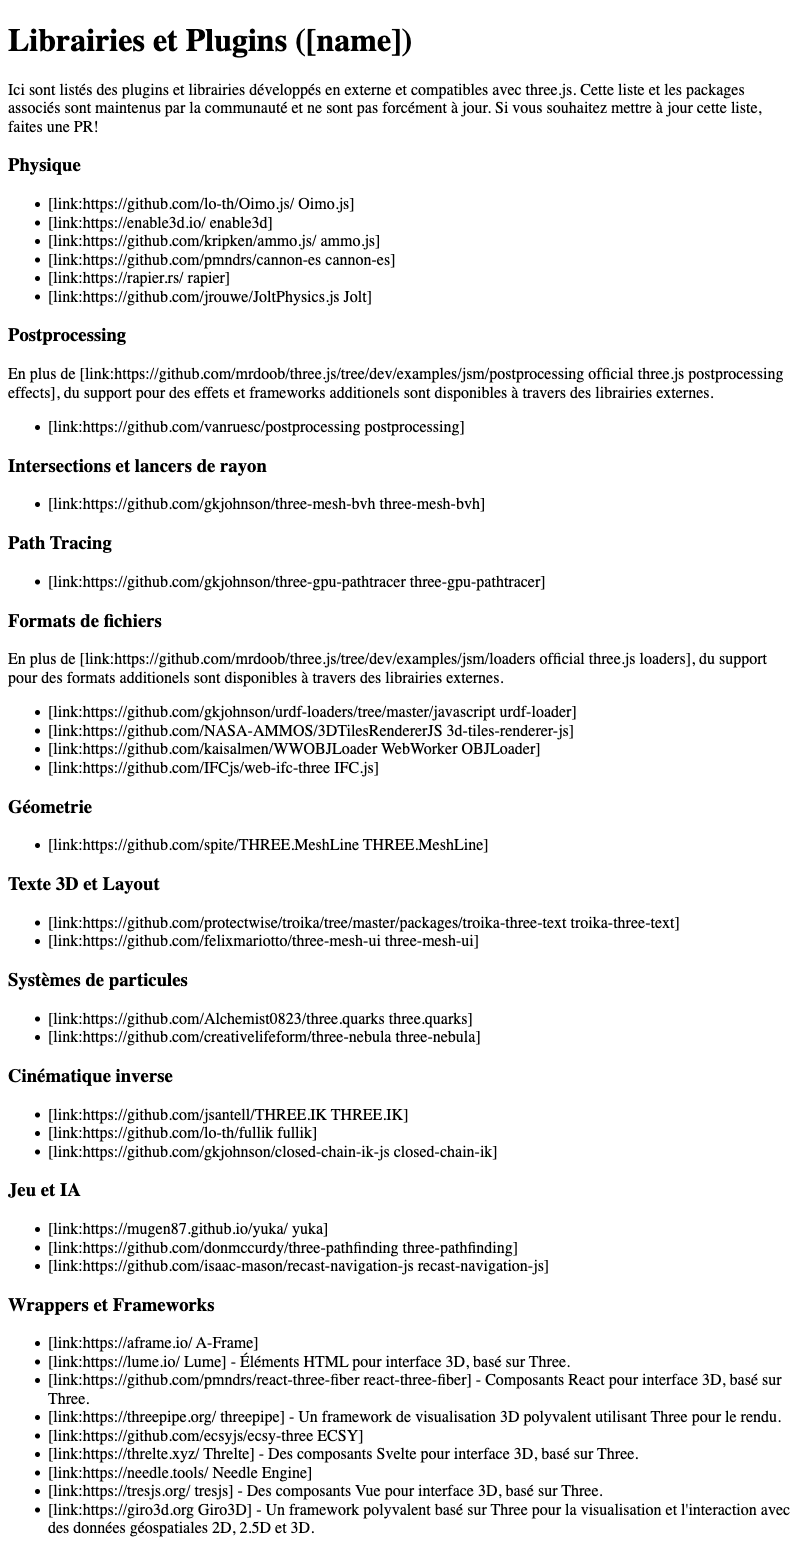 Librairies et Plugins ([name])
Ici sont listés des plugins et librairies développés en externe et compatibles avec three.js. Cette liste et les packages
associés sont maintenus par la communauté et ne sont pas forcément à jour. Si vous souhaitez mettre à jour cette liste,
faites une PR!
Physique
• [link:https://github.com/lo-th/Oimo.js/ Oimo.js]
• [link:https://enable3d.io/ enable3d]
• [link:https://github.com/kripken/ammo.js/ ammo.js]
• [link:https://github.com/pmndrs/cannon-es cannon-es]
• [link:https://rapier.rs/ rapier]
• [link:https://github.com/jrouwe/JoltPhysics.js Jolt]
Postprocessing
En plus de [link:https://github.com/mrdoob/three.js/tree/dev/examples/jsm/postprocessing official three.js postprocessing
effects], du support pour des effets et frameworks additionels sont disponibles à travers des librairies externes.
• [link:https://github.com/vanruesc/postprocessing postprocessing]
Intersections et lancers de rayon
• [link:https://github.com/gkjohnson/three-mesh-bvh three-mesh-bvh]
Path Tracing
• [link:https://github.com/gkjohnson/three-gpu-pathtracer three-gpu-pathtracer]
Formats de fichiers
En plus de [link:https://github.com/mrdoob/three.js/tree/dev/examples/jsm/loaders official three.js loaders], du support
pour des formats additionels sont disponibles à travers des librairies externes.
• [link:https://github.com/gkjohnson/urdf-loaders/tree/master/javascript urdf-loader]
• [link:https://github.com/NASA-AMMOS/3DTilesRendererJS 3d-tiles-renderer-js]
• [link:https://github.com/kaisalmen/WWOBJLoader WebWorker OBJLoader]
• [link:https://github.com/IFCjs/web-ifc-three IFC.js]
Géometrie
• [link:https://github.com/spite/THREE.MeshLine THREE.MeshLine]
Texte 3D et Layout
• [link:https://github.com/protectwise/troika/tree/master/packages/troika-three-text troika-three-text]
• [link:https://github.com/felixmariotto/three-mesh-ui three-mesh-ui]
Systèmes de particules
• [link:https://github.com/Alchemist0823/three.quarks three.quarks]
• [link:https://github.com/creativelifeform/three-nebula three-nebula]
Cinématique inverse
• [link:https://github.com/jsantell/THREE.IK THREE.IK]
• [link:https://github.com/lo-th/fullik fullik]
• [link:https://github.com/gkjohnson/closed-chain-ik-js closed-chain-ik]
Jeu et IA
• [link:https://mugen87.github.io/yuka/ yuka]
• [link:https://github.com/donmccurdy/three-pathfinding three-pathfinding]
• [link:https://github.com/isaac-mason/recast-navigation-js recast-navigation-js]
Wrappers et Frameworks
• [link:https://aframe.io/ A-Frame]
• [link:https://lume.io/ Lume] - Éléments HTML pour interface 3D, basé sur Three.
• [link:https://github.com/pmndrs/react-three-fiber react-three-fiber] - Composants React pour interface 3D, basé sur
Three.
• [link:https://threepipe.org/ threepipe] - Un framework de visualisation 3D polyvalent utilisant Three pour le rendu.
• [link:https://github.com/ecsyjs/ecsy-three ECSY]
• [link:https://threlte.xyz/ Threlte] - Des composants Svelte pour interface 3D, basé sur Three.
• [link:https://needle.tools/ Needle Engine]
• [link:https://tresjs.org/ tresjs] - Des composants Vue pour interface 3D, basé sur Three.
• [link:https://giro3d.org Giro3D] - Un framework polyvalent basé sur Three pour la visualisation et l'interaction avec
des données géospatiales 2D, 2.5D et 3D.